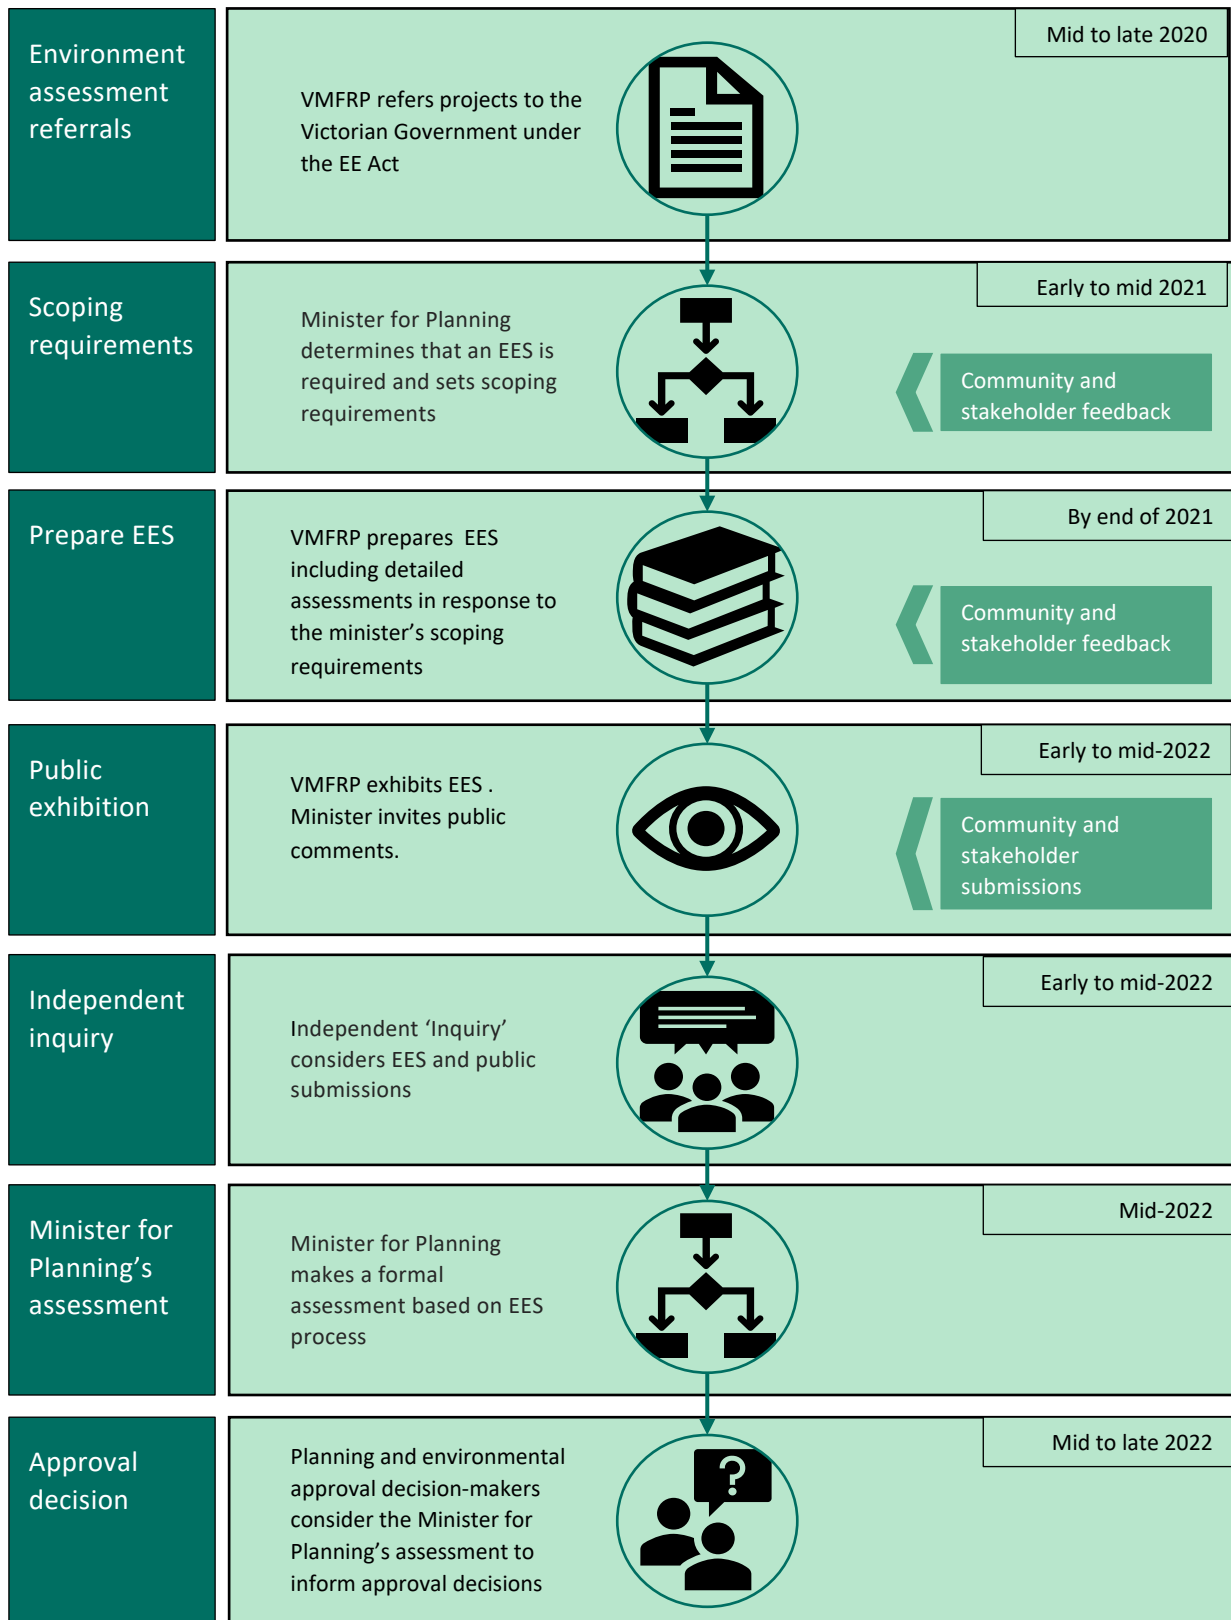 Environment
assessment
referrals
Mid to late 2020
VMFRP refers projects to the
Victorian Government under
the EE Act
Scoping
requirements
Early to mid 2021
Minister for Planning
determines that an EES is
required and sets scoping
requirements
Community and
stakeholder feedback
Prepare EES
By end of 2021
VMFRP prepares  EES
including detailed
assessments in response to
the minister’s scoping
requirements
Community and
stakeholder feedback
Public
exhibition
Early to mid-2022
VMFRP exhibits EES .
Minister invites public
comments.
Community and
stakeholder
submissions
Independent
inquiry
Early to mid-2022
Independent ‘Inquiry’
considers EES and public
submissions
Minister for
Planning’s
assessment
Mid-2022
Minister for Planning
makes a formal
assessment based on EES
process
Approval
decision
Mid to late 2022
Planning and environmental
approval decision-makers
consider the Minister for
Planning’s assessment to
inform approval decisions
?